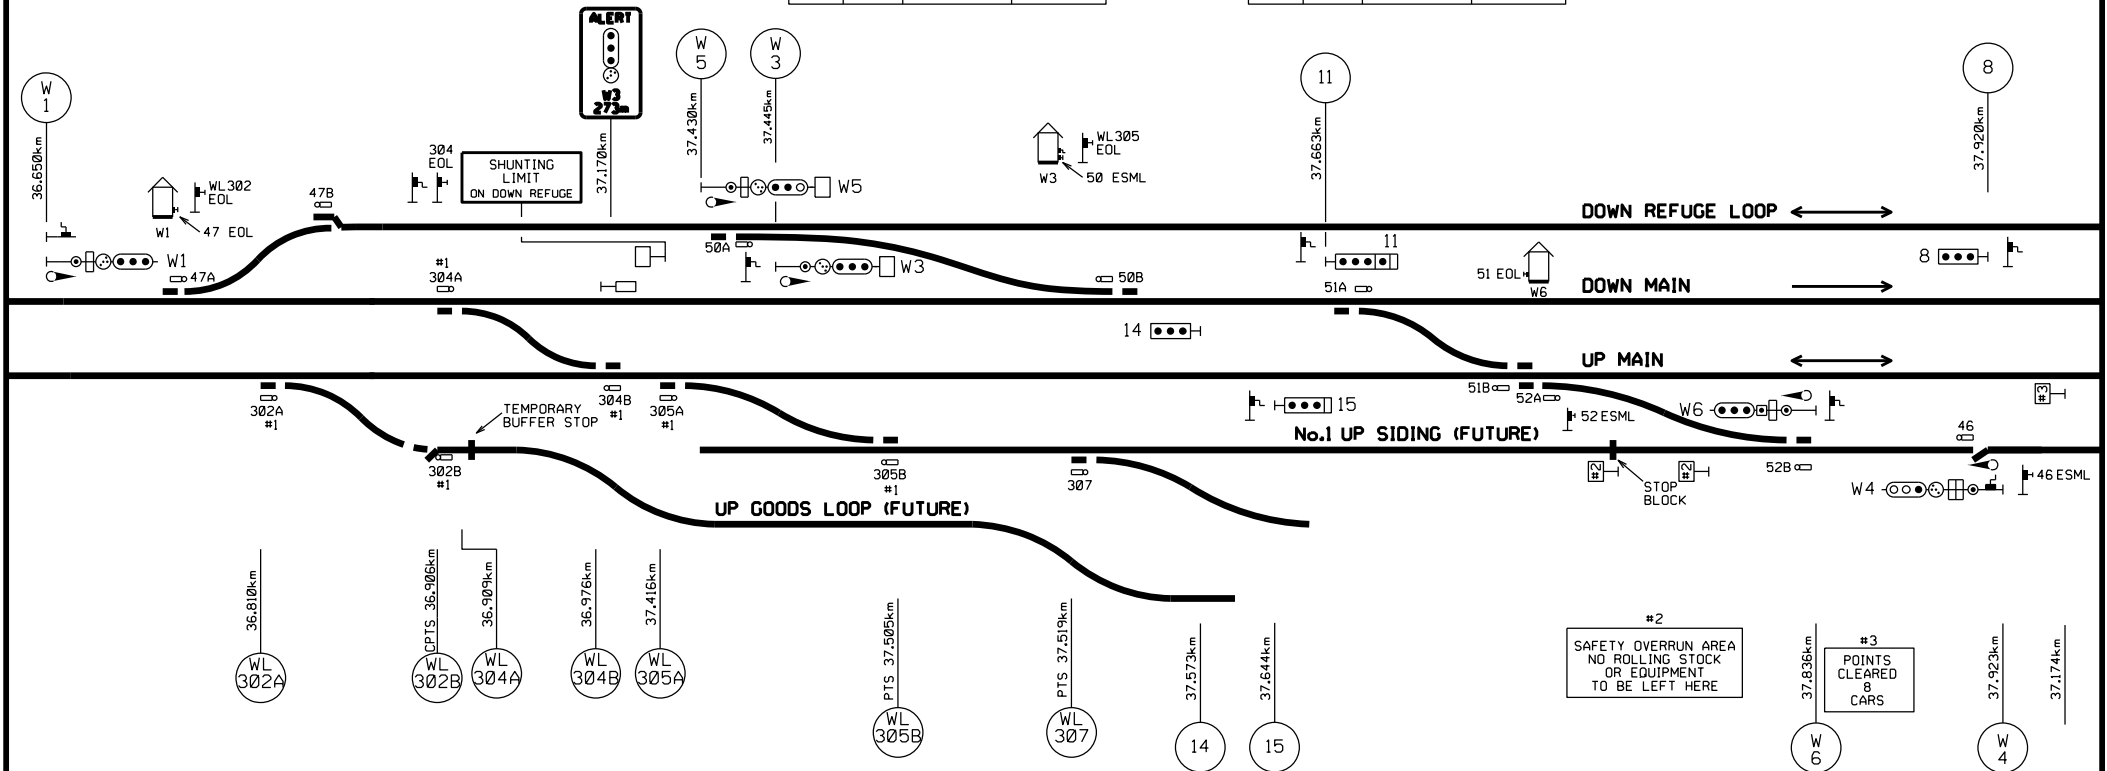 ALERT
W3
273m
W
5
W
3
W
1
11
8
36.650km
37.170km
37.430km
37.445km
37.663km
37.920km
304
EOL
SHUNTING
LIMIT
ON DOWN REFUGE
WL305
EOL
W3
50 ESML
WL302
EOL
W1
47 EOL
47B
W5
DOWN REFUGE LOOP
W1
47A
#1
304A
50A
W3
50B
11
51A
51 EOL
W6
8
DOWN MAIN
14
UP MAIN
302A
#1
304B
#1
305A
#1
TEMPORARY
BUFFER STOP
15
51B
52A
52 ESML
W6
#3
No.1 UP SIDING (FUTURE)
302B
#1
305B
#1
307
#2
#2
STOP
BLOCK
52B
46
46 ESML
W4
UP GOODS LOOP (FUTURE)
36.810km
CPTS 36.906km
36.909km
36.976km
37.416km
PTS 37.505km
PTS 37.519km
37.573km
37.644km
37.836km
37.923km
37.174km
#2
SAFETY OVERRUN AREA
NO ROLLING STOCK
OR EQUIPMENT
TO BE LEFT HERE
#3
POINTS
CLEARED
8
CARS
WL
302A
WL
302B
WL
304A
WL
304B
WL
305A
WL
305B
WL
307
14
15
W
6
W
4